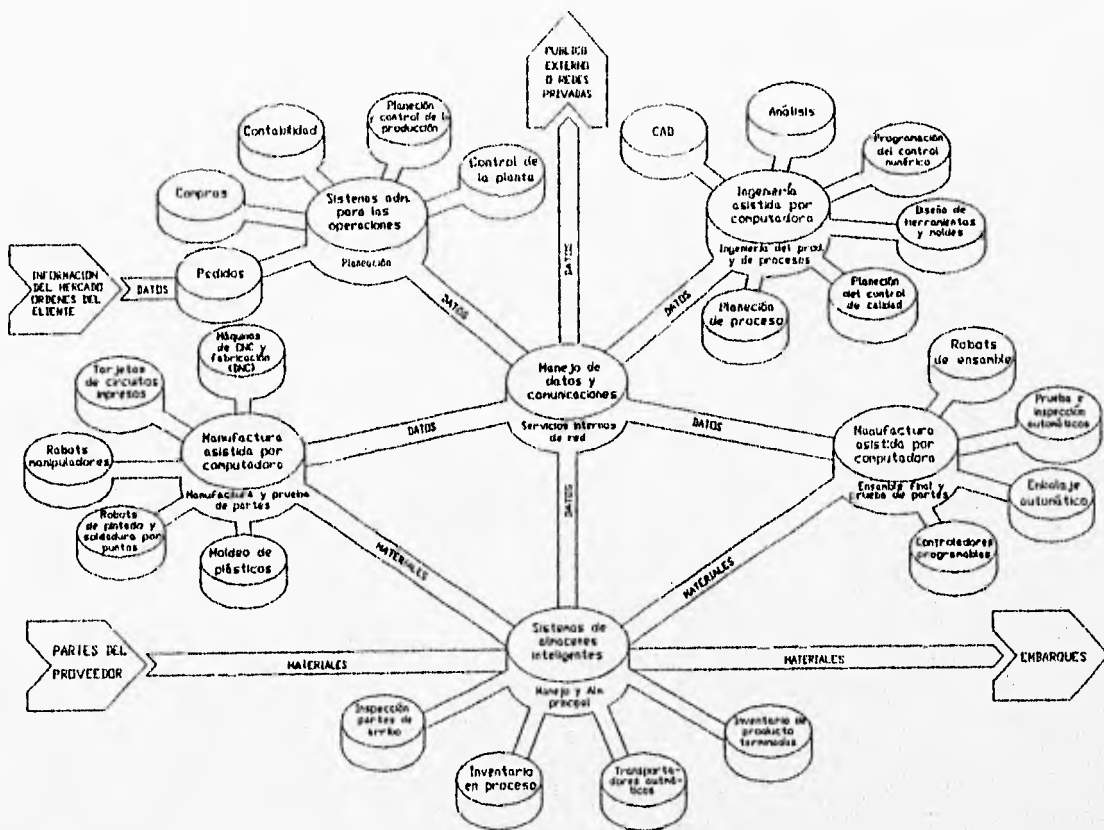 PUBLICO
EXTERNO
O REDES
PRIVADAS
DATOS
Planeción
y control de la
producción
Contabilidad
Control de
la planta
Compras
Sistemas adm.
para las
operaciones
Planeación
Pedidos
INFORMACION
DEL MERCADO
ORDENES DEL
CLIENTE
DATOS
DATOS
CAD
Análisis
Programación
del control
numérico
Ingeniería
asistida por
computadora
Ingeniería del prod.
y de procesos
Diseño de
herramientas
y moldes
Planeción
del control
de calidad
Planeción
de proceso
DATOS
Manejo de
datos y
comunicaciones
Servicios internos
de red
Máquinas
de CNC y
fabricación
(DNC)
Tarjetas
de circuitos
impresos
Manufactura
asistida por
computadora
Manufactura y prueba
de partes
Robots
manipuladores
Robots
de pintado y
soldadura por
puntos
Moldeo de
plásticos
DATOS
DATOS
DATOS
Robots
de ensamble
Prueba e
inspección
automáticos
Manufactura
asistida por
computadora
Ensamble final y
prueba de partes
Enbalaje
automático
Controladores
programables
MATERIALES
MATERIALES
PARTES DEL
PROVEEDOR
MATERIALES
Sistemas de
almacenes
inteligentes
Manejo y Alm.
principal
MATERIALES
EMBARQUES
Inspección
partes de
arribo
Inventario
en proceso
Transporta-
dores automá-
ticos
Inventario de
producto
terminados